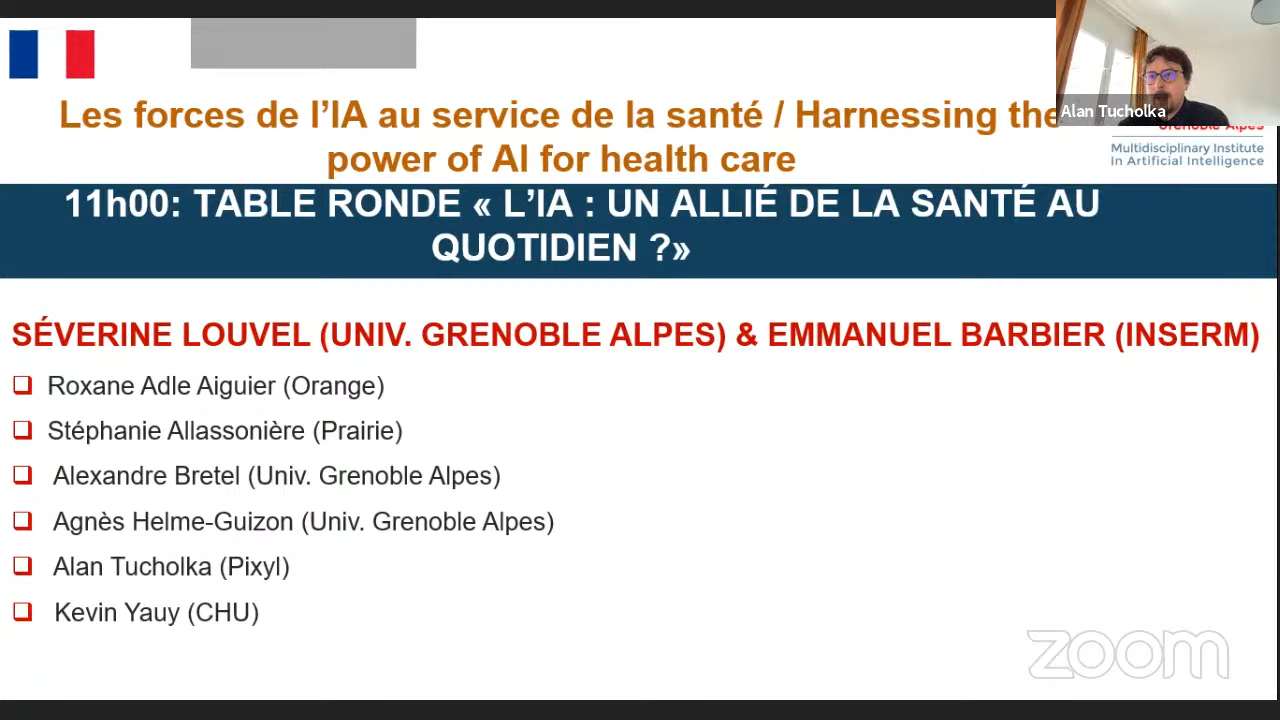 Les forces de l'IA au service de la santé / Harnessing the
power of AI for health care
Alan Tucholka
Grenoble Alpes
Multidisciplinary Institute
In Artificial Intelligence
11h00: TABLE RONDE « L'IA : UN ALLIÉ DE LA SANTÉ AU
QUOTIDIEN ?»
SÉVERINE LOUVEL (UNIV. GRENOBLE ALPES) & EMMANUEL BARBIER (INSERM)
Roxane Adle Aiguier (Orange)
Stéphanie Allassonière (Prairie)
Alexandre Bretel (Univ. Grenoble Alpes)
Agnès Helme-Guizon (Univ. Grenoble Alpes)
Alan Tucholka (Pixyl)
Kevin Yauy (CHU)
zoom